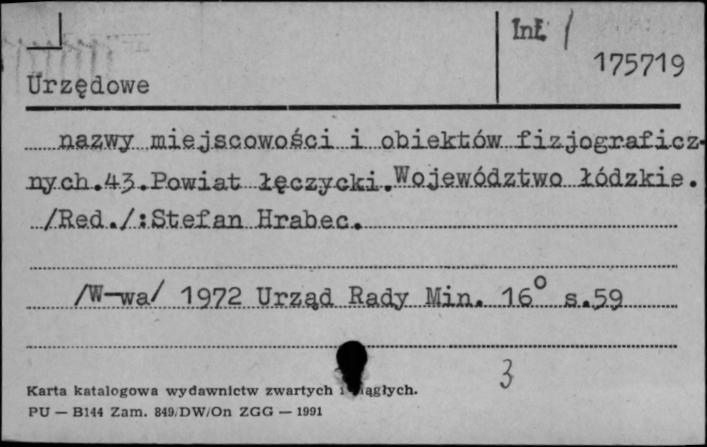 Inł. /
175719
Urzędowe
nazwy miejscowości i obiektów fizjograficz-
nych.43.Powiat łęczycki.Województwo łódzkie.
/Red./:Stefan Hrabec.
/W-wa/ 1972 Urząd Rady Min. 16° s.59
3
Karta katalogowa wydawnictw zwartych i ciągłych.
PU — B144 Zam. 849/DW/On ZGG — 1991